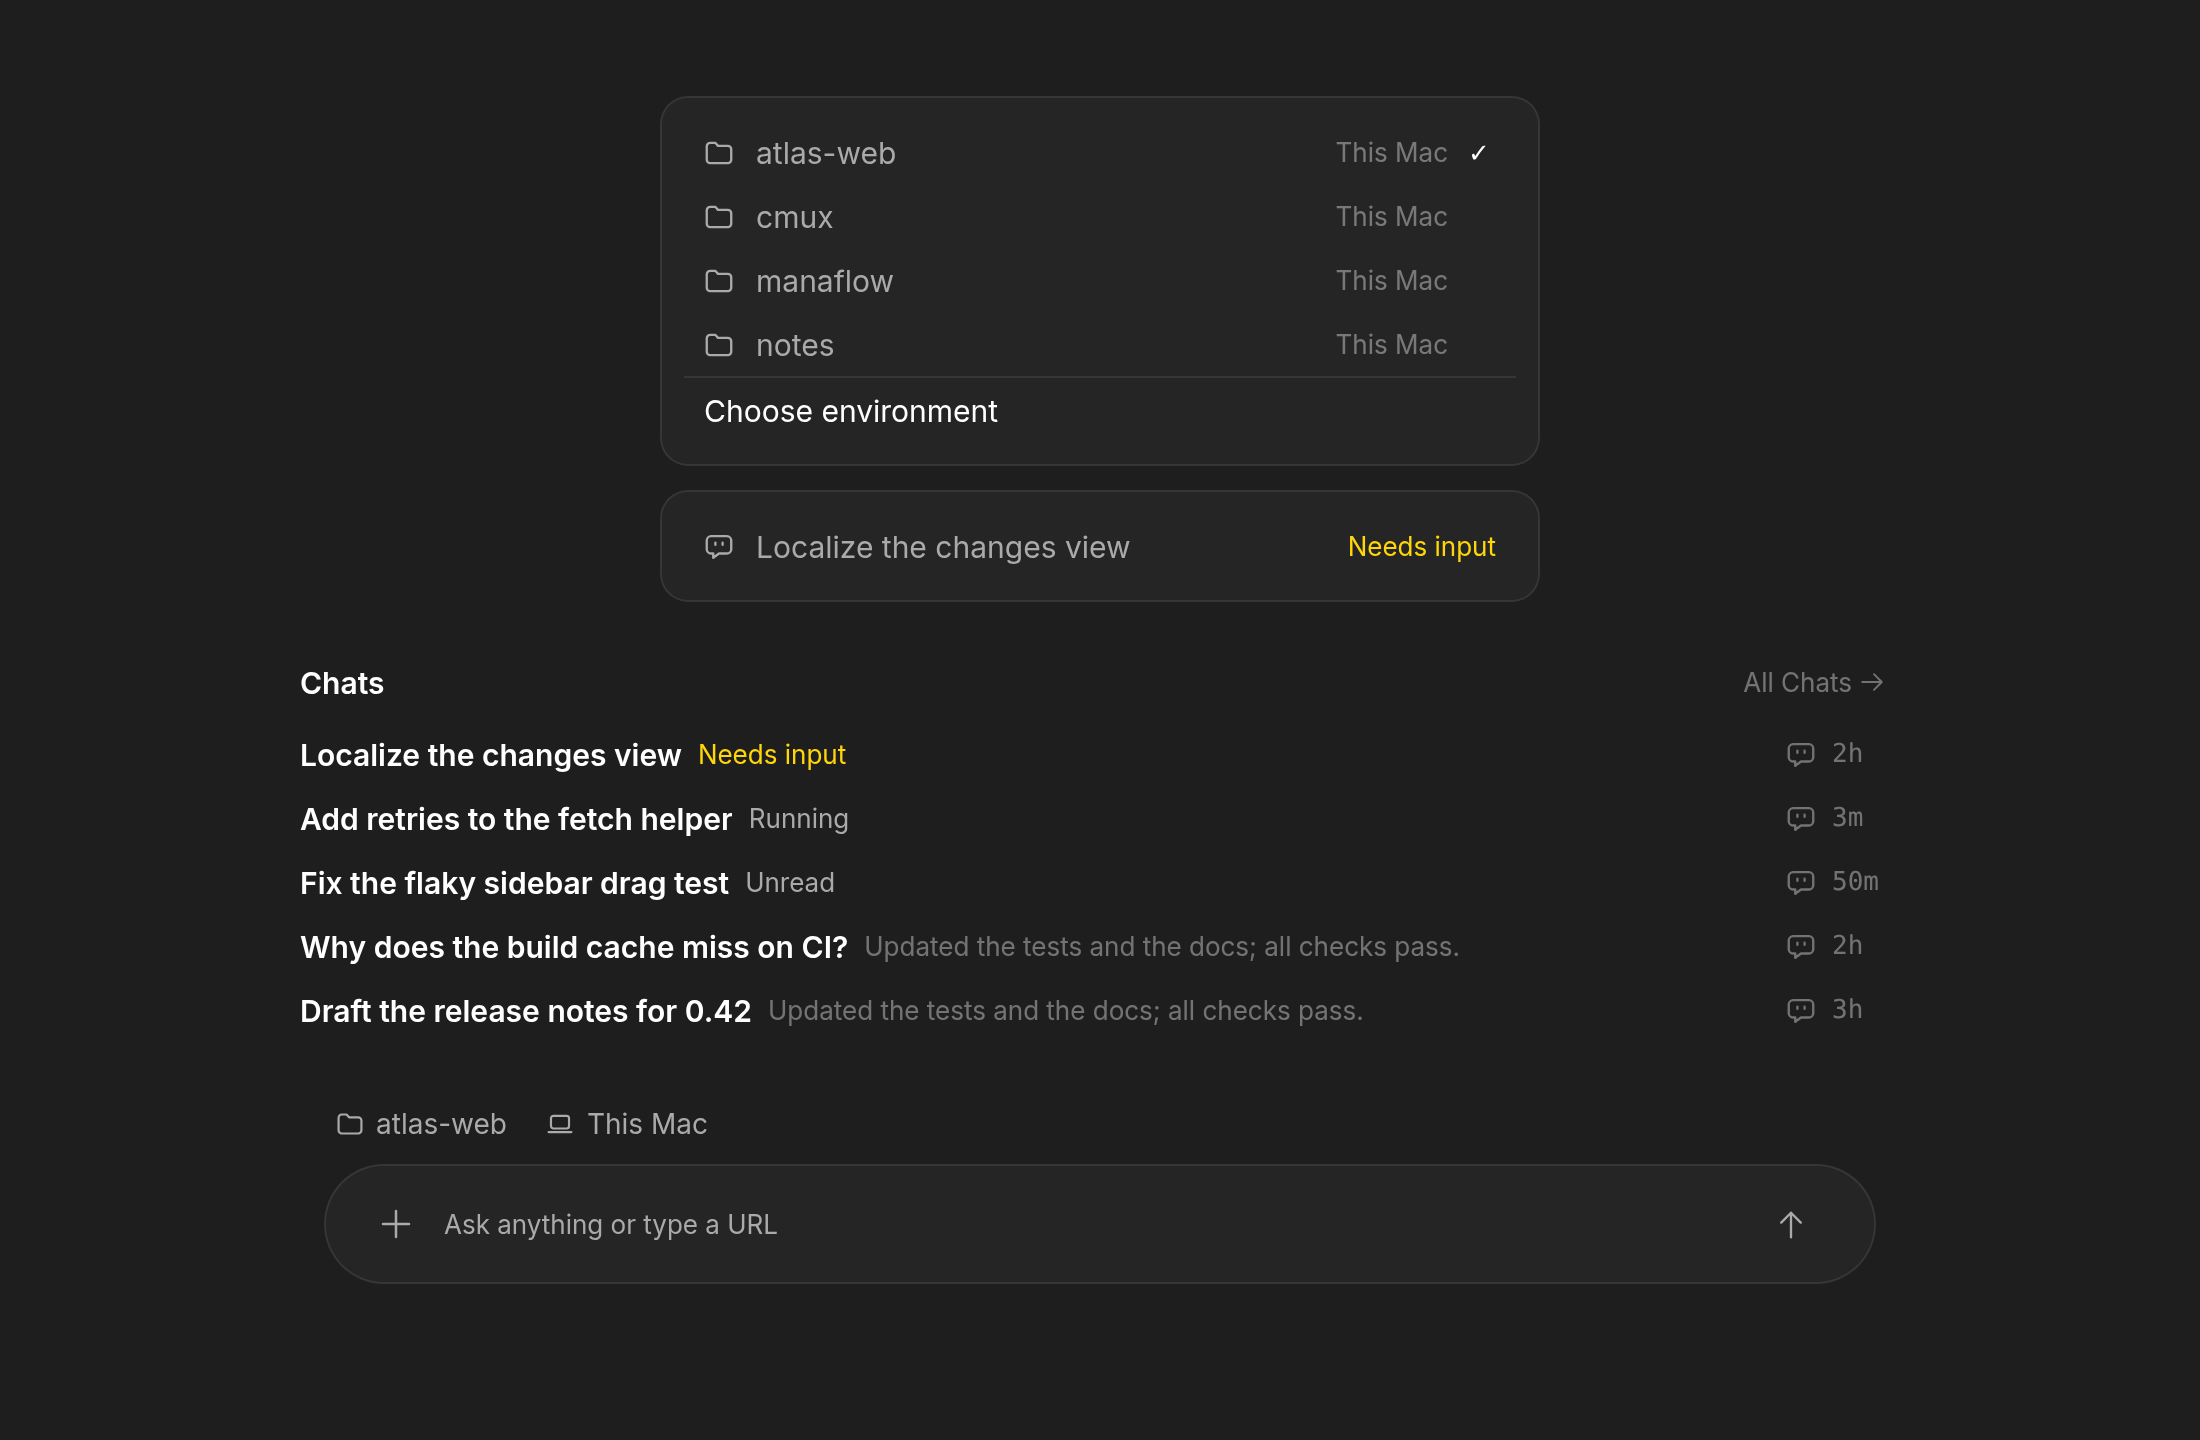 atlas-web This Mac ✓
cmux This Mac
manaflow This Mac
notes This Mac
Choose environment
Localize the changes view Needs input
Chats All Chats →
Localize the changes view Needs input 2h
Add retries to the fetch helper Running 3m
Fix the flaky sidebar drag test Unread 50m
Why does the build cache miss on CI? Updated the tests and the docs; all checks pass. 2h
Draft the release notes for 0.42 Updated the tests and the docs; all checks pass. 3h
atlas-web This Mac
Ask anything or type a URL